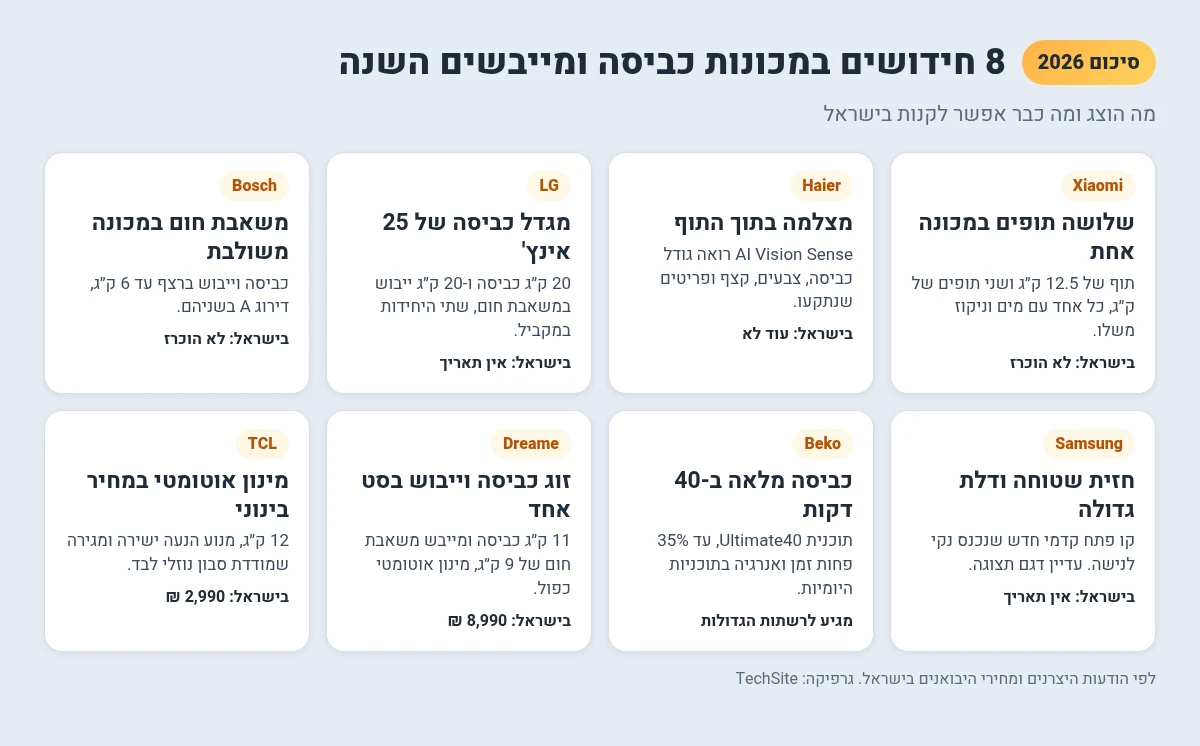 סיכום 2026
8 חידושים במכונות כביסה ומייבשים השנה
מה הוצג ומה כבר אפשר לקנות בישראל
Xiaomi
שלושה תופים במכונה
אחת
תוף של 12.5 ק"ג ושני תופים של
ק"ג, כל אחד עם מים וניקוז
משלו.
בישראל: לא הוכרז
Haier
מצלמה בתוך התוף
AI Vision Sense רואה גודל
כביסה, צבעים, קצף ופריטים
שנתקעו.
בישראל: עוד לא
LG
מגדל כביסה של 25
אינץ'
20 ק"ג כביסה ו-20 ק"ג ייבוש
במשאבת חום, שתי היחידות
במקביל.
בישראל: אין תאריך
Bosch
משאבת חום במכונה
משולבת
כביסה וייבוש ברצף עד 6 ק"ג,
דירוג A בשניהם.
בישראל: לא הוכרז
Samsung
חזית שטוחה ודלת
גדולה
קו פתח קדמי חדש שנכנס נקי
לנישה. עדיין דגם תצוגה.
בישראל: אין תאריך
Beko
כביסה מלאה ב-40
דקות
תוכנית Ultimate40, עד 35%
פחות זמן ואנרגיה בתוכניות
היומיות.
מגיע לרשתות הגדולות
Dreame
זוג כביסה וייבוש בסט
אחד
11 ק"ג כביסה ומייבש משאבת
חום של 9 ק"ג, מינון אוטומטי
כפול.
בישראל: 8,990 ₪
TCL
מינון אוטומטי במחיר
בינוני
12 ק"ג, מנוע הנעה ישירה ומגירה
שמודדת סבון נוזלי לבד.
בישראל: 2,990 ₪
לפי הודעות היצרנים ומחירי היבואנים בישראל. גרפיקה: TechSite